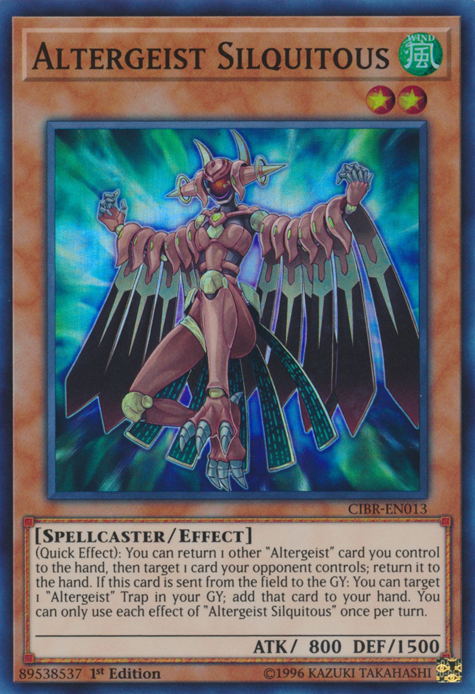 ALTERGEIST SILQUITOUS
WIND
風
CIBR-EN013
[SPELLCASTER/EFFECT]
(Quick Effect): You can return 1 other "Altergeist" card you control
to the hand, then target 1 card your opponent controls; return it to
the hand. If this card is sent from the field to the GY: You can target
1 "Altergeist" Trap in your GY; add that card to your hand. You
can only use each effect of "Altergeist Silquitous" once per turn.
ATK/ 800 DEF/1500
89538537 1st Edition ©1996 KAZUKI TAKAHASHI